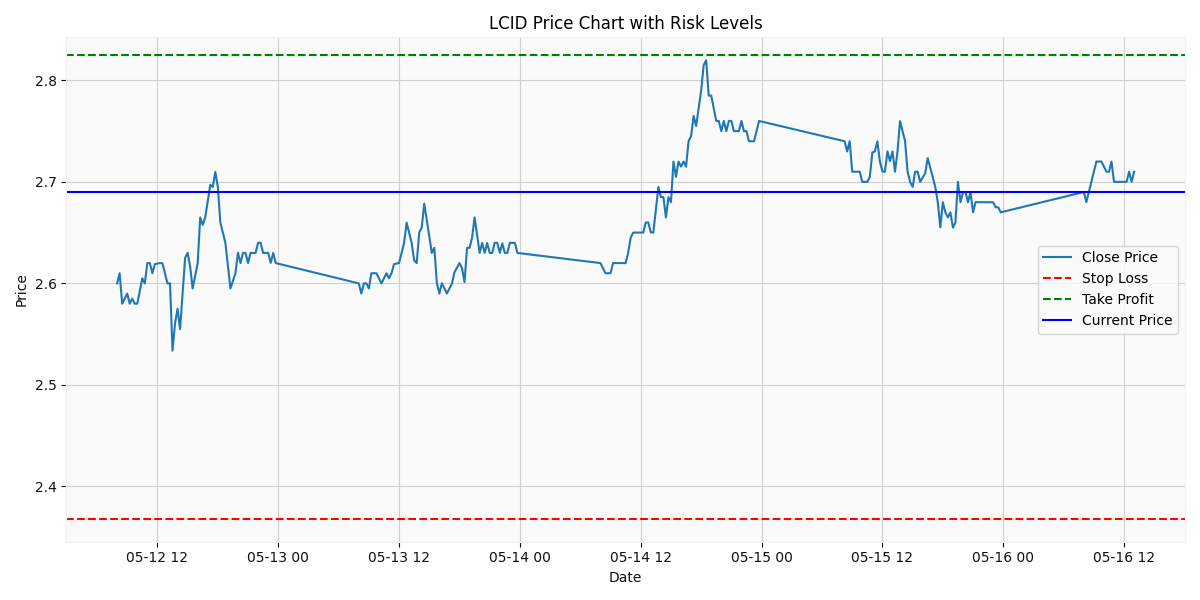 LCID Price Chart with Risk Levels
2.8
2.7
2.6
2.5
2.4
Price
Close Price
Stop Loss
Take Profit
Current Price
05-12 12
05-13 00
05-13 12
05-14 00
05-14 12
05-15 00
05-15 12
05-16 00
05-16 12
Date